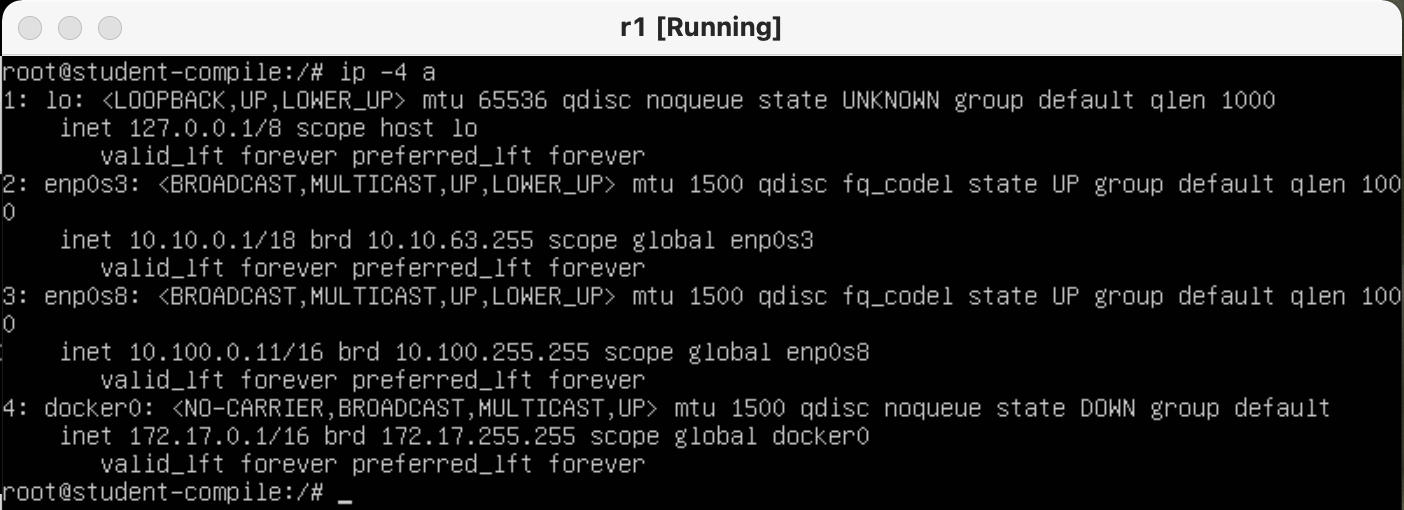 r1 [Running]
root@student-compile:/# ip -4 a
1: lo: <LOOPBACK,UP,LOWER_UP> mtu 65536 qdisc noqueue state UNKNOWN group default qlen 1000
    inet 127.0.0.1/8 scope host lo
       valid_lft forever preferred_lft forever
2: enp0s3: <BROADCAST,MULTICAST,UP,LOWER_UP> mtu 1500 qdisc fq_codel state UP group default qlen 100
0
    inet 10.10.0.1/18 brd 10.10.63.255 scope global enp0s3
       valid_lft forever preferred_lft forever
3: enp0s8: <BROADCAST,MULTICAST,UP,LOWER_UP> mtu 1500 qdisc fq_codel state UP group default qlen 100
0
    inet 10.100.0.11/16 brd 10.100.255.255 scope global enp0s8
       valid_lft forever preferred_lft forever
4: docker0: <NO-CARRIER,BROADCAST,MULTICAST,UP> mtu 1500 qdisc noqueue state DOWN group default
    inet 172.17.0.1/16 brd 172.17.255.255 scope global docker0
       valid_lft forever preferred_lft forever
root@student-compile:/# _